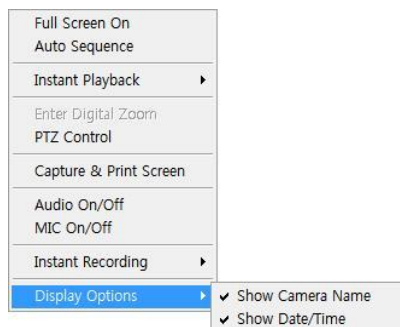 Full Screen On
Auto Sequence
Instant Playback
Enter Digital Zoom
PTZ Control
Capture & Print Screen
Audio On/Off
MIC On/Off
Instant Recording
Display Options
Show Camera Name
Show Date/Time